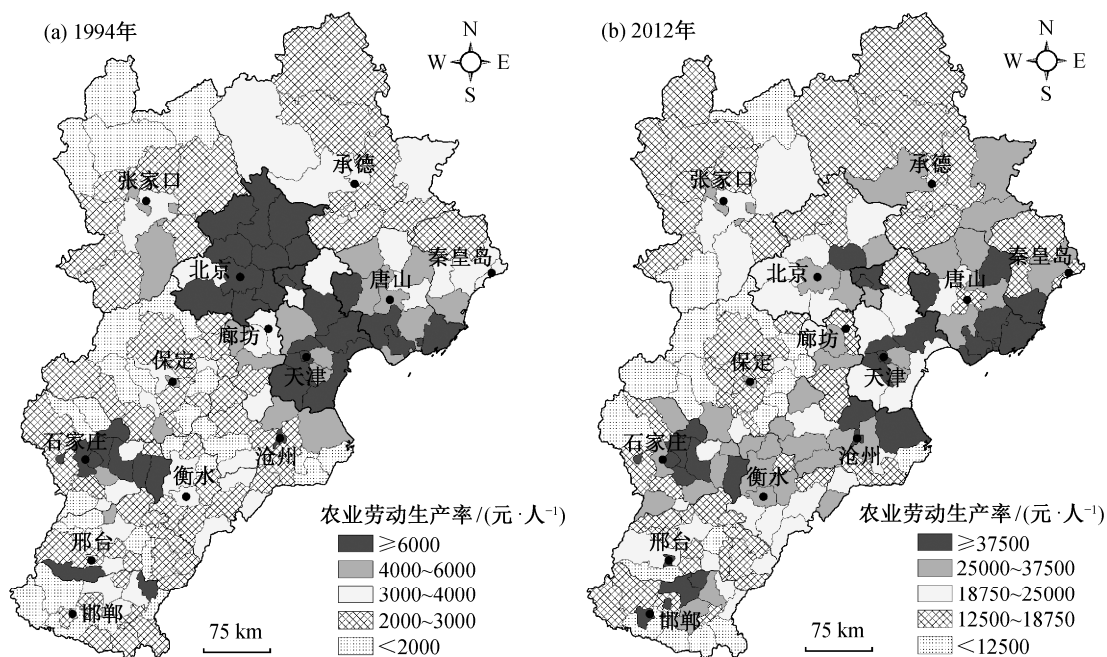 (a) 1994年
N
W E
S
承德
张家口
秦皇岛
北京
唐山
廊坊
保定
天津
石家庄
沧州
衡水
邢台
邯郸
农业劳动生产率/(元·人⁻¹)
≥6000
4000~6000
3000~4000
2000~3000
<2000
75 km
(b) 2012年
N
W E
S
承德
张家口
秦皇岛
北京
唐山
廊坊
保定
天津
石家庄
沧州
衡水
邢台
邯郸
农业劳动生产率/(元·人⁻¹)
≥37500
25000~37500
18750~25000
12500~18750
<12500
75 km